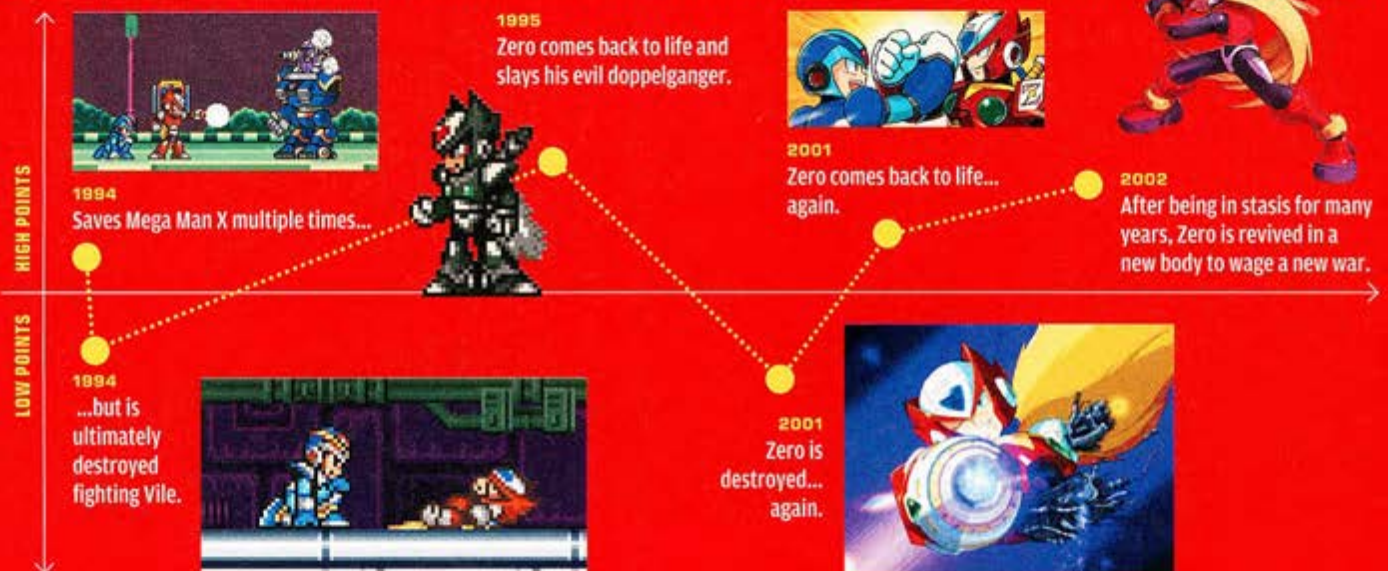 HIGH POINTS
LOW POINTS
1994
Saves Mega Man X multiple times...
1994
...but is
ultimately
destroyed
fighting Vile.
1995
Zero comes back to life and
slays his evil doppelganger.
2001
Zero is
destroyed...
again.
2001
Zero comes back to life...
again.
2002
After being in stasis for many
years, Zero is revived in a
new body to wage a new war.